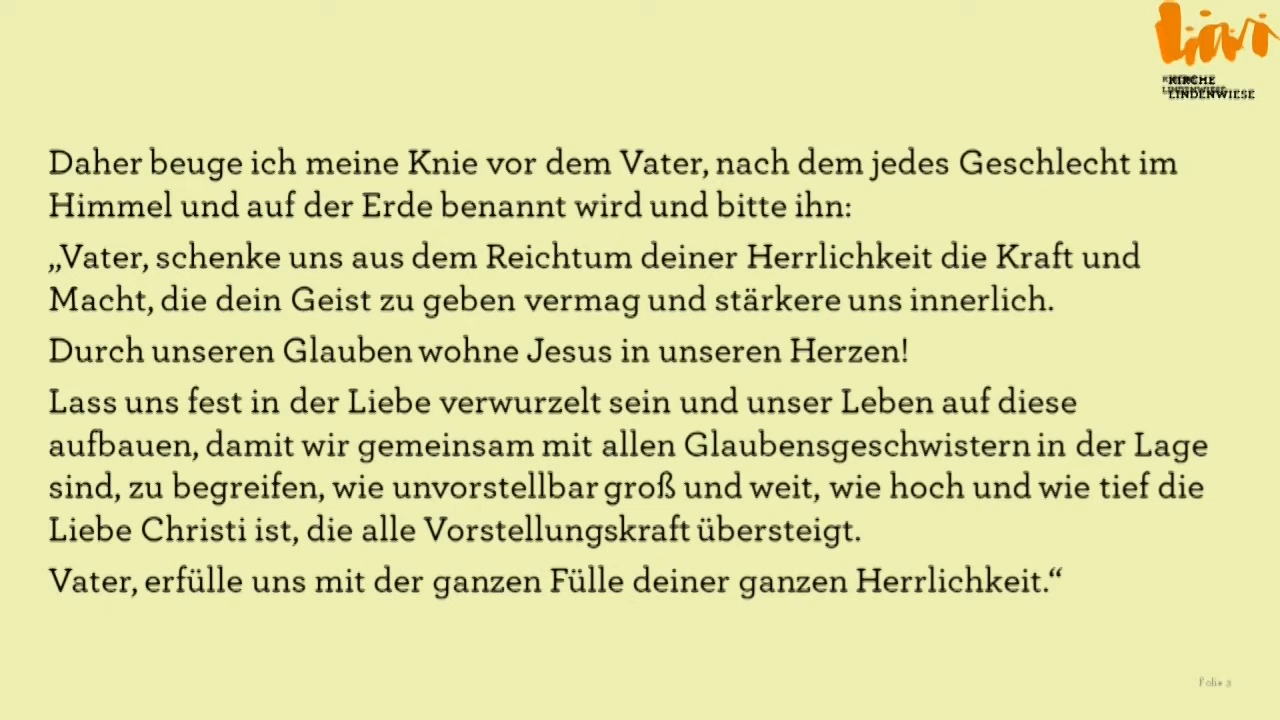 Livi
KIRCHE
LINDENWIESE
Daher beuge ich meine Knie vor dem Vater, nach dem jedes Geschlecht im
Himmel und auf der Erde benannt wird und bitte ihn:
„Vater, schenke uns aus dem Reichtum deiner Herrlichkeit die Kraft und
Macht, die dein Geist zu geben vermag und stärkere uns innerlich.
Durch unseren Glauben wohne Jesus in unseren Herzen!
Lass uns fest in der Liebe verwurzelt sein und unser Leben auf diese
aufbauen, damit wir gemeinsam mit allen Glaubensgeschwistern in der Lage
sind, zu begreifen, wie unvorstellbar groß und weit, wie hoch und wie tief die
Liebe Christi ist, die alle Vorstellungskraft übersteigt.
Vater, erfülle uns mit der ganzen Fülle deiner ganzen Herrlichkeit.“
Folie 3